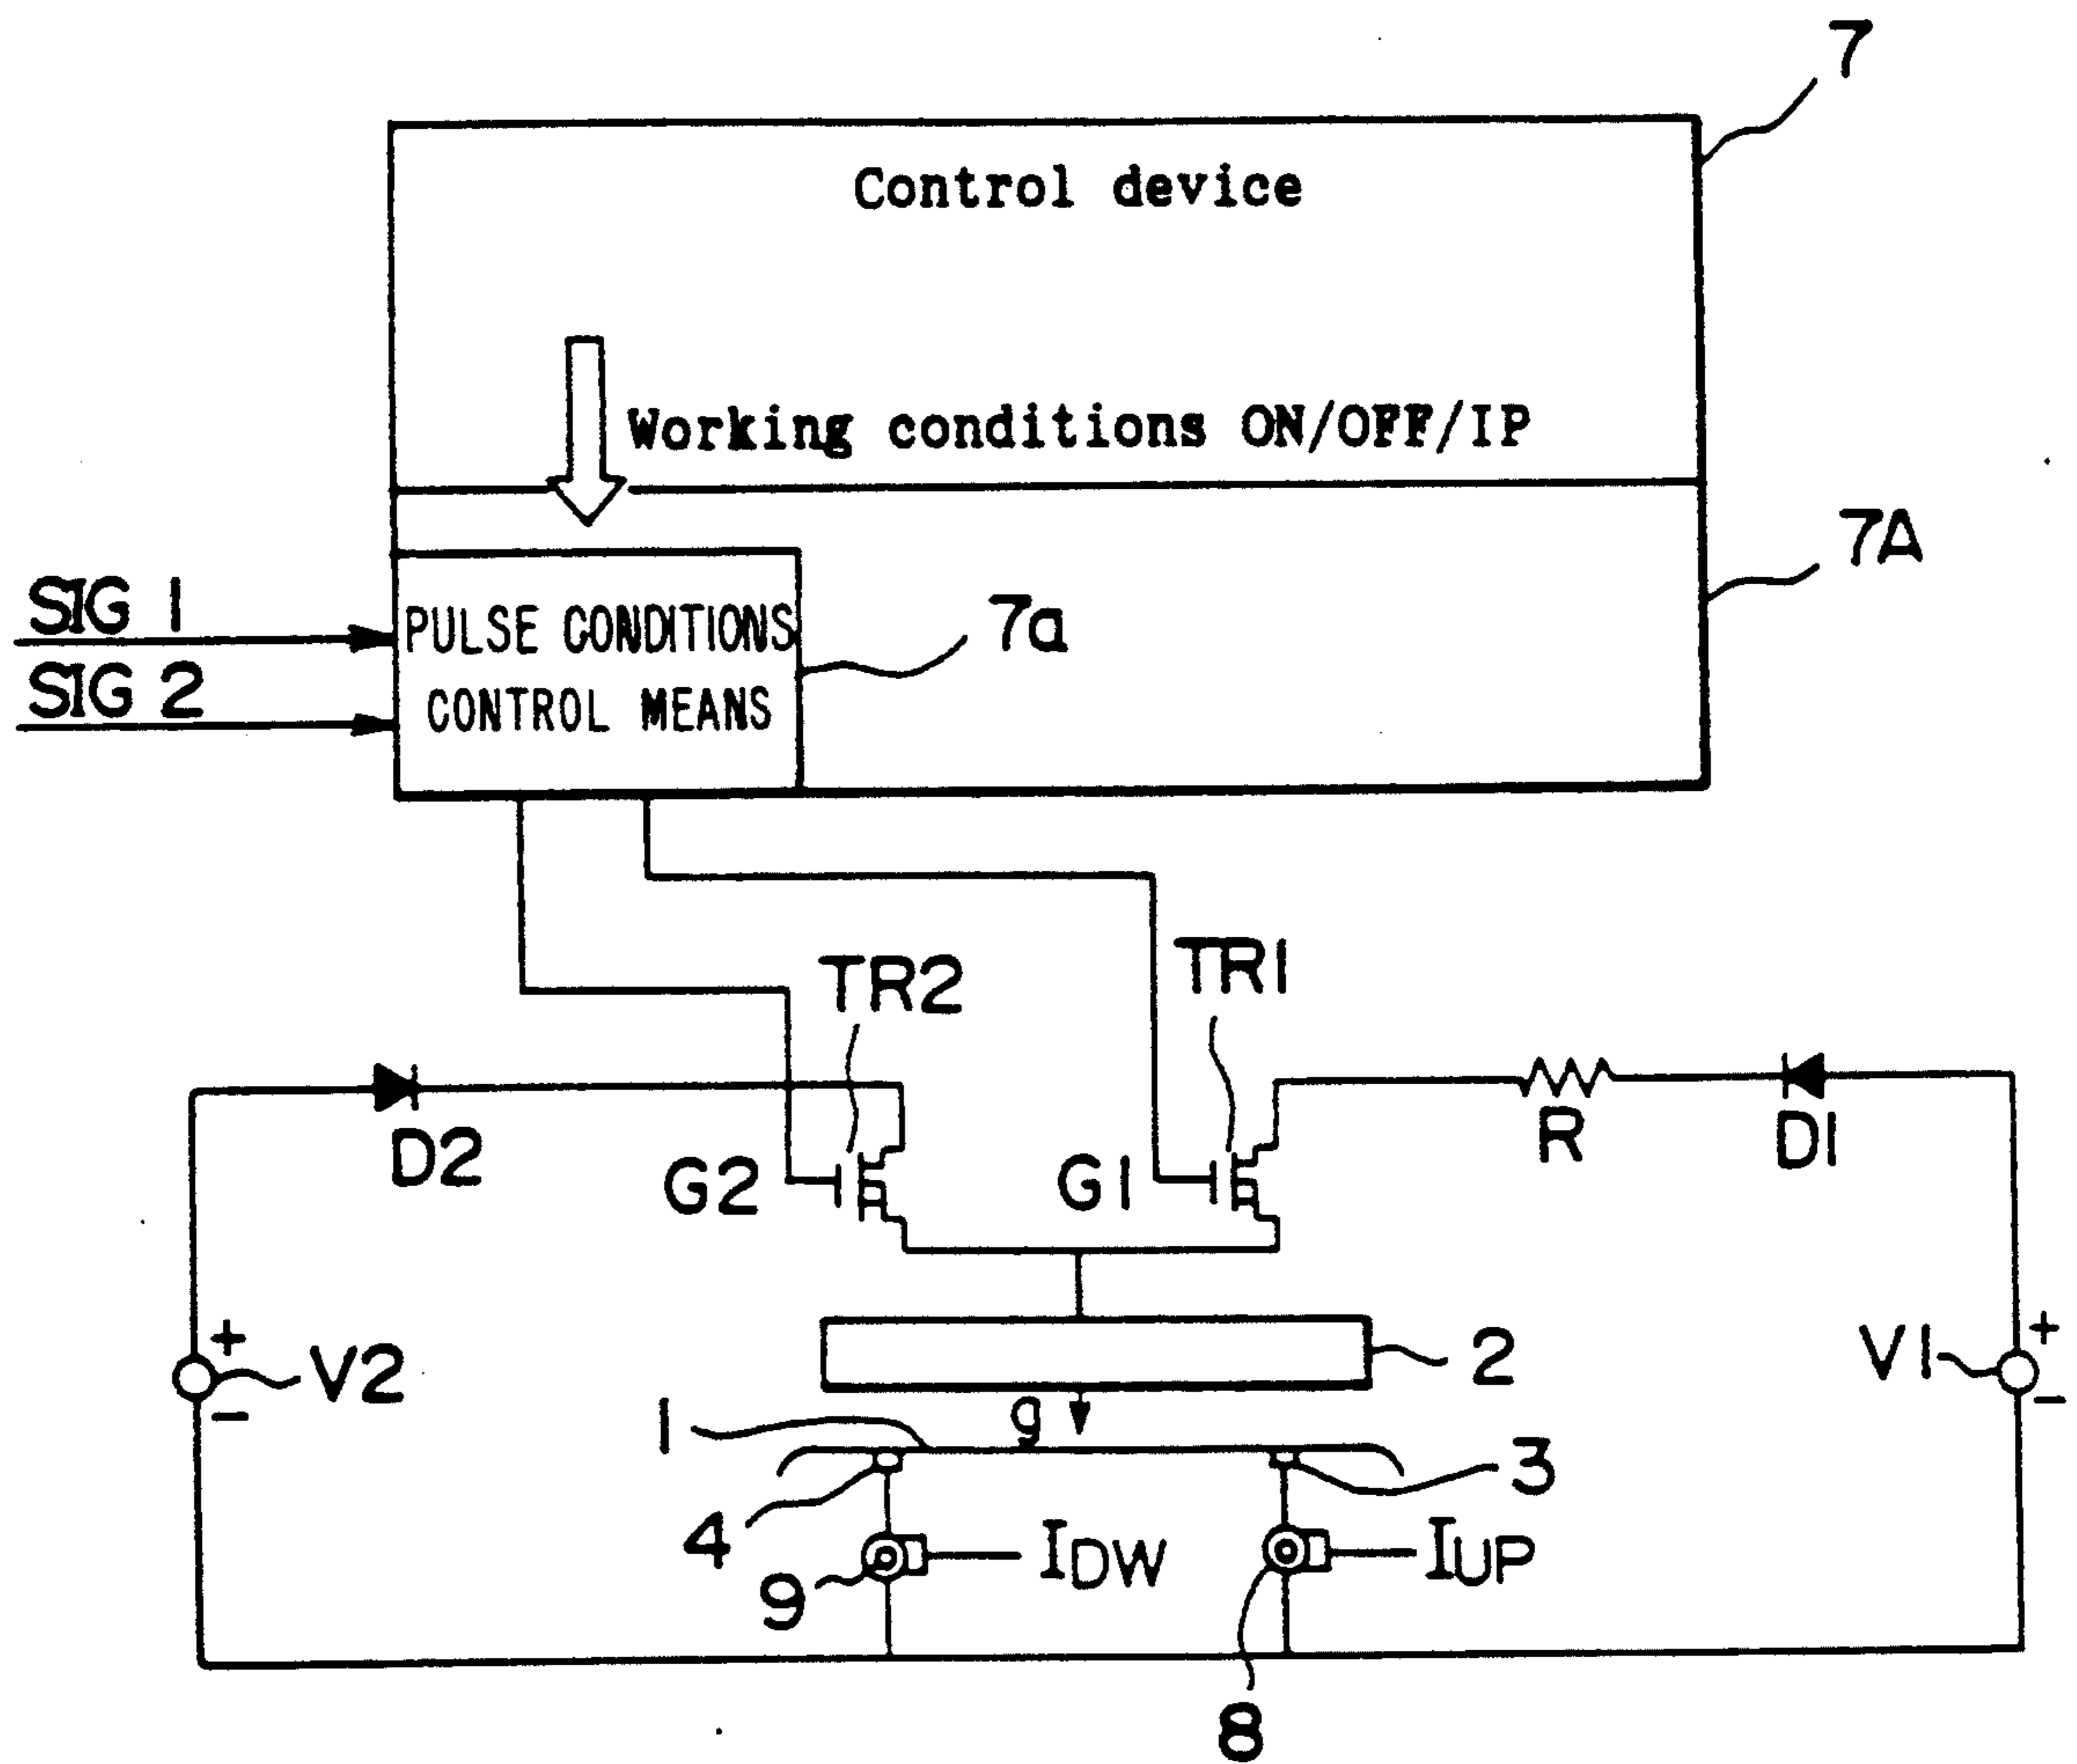 7
Control device
Working conditions ON/OFF/IP
7A
SIG 1
SIG 2
PULSE CONDITIONS
CONTROL MEANS
7a
TR2
TR1
D2
G2
G1
R
D1
+
V2
-
2
V1
+
-
1
g
3
4
9
IDW
IUP
8